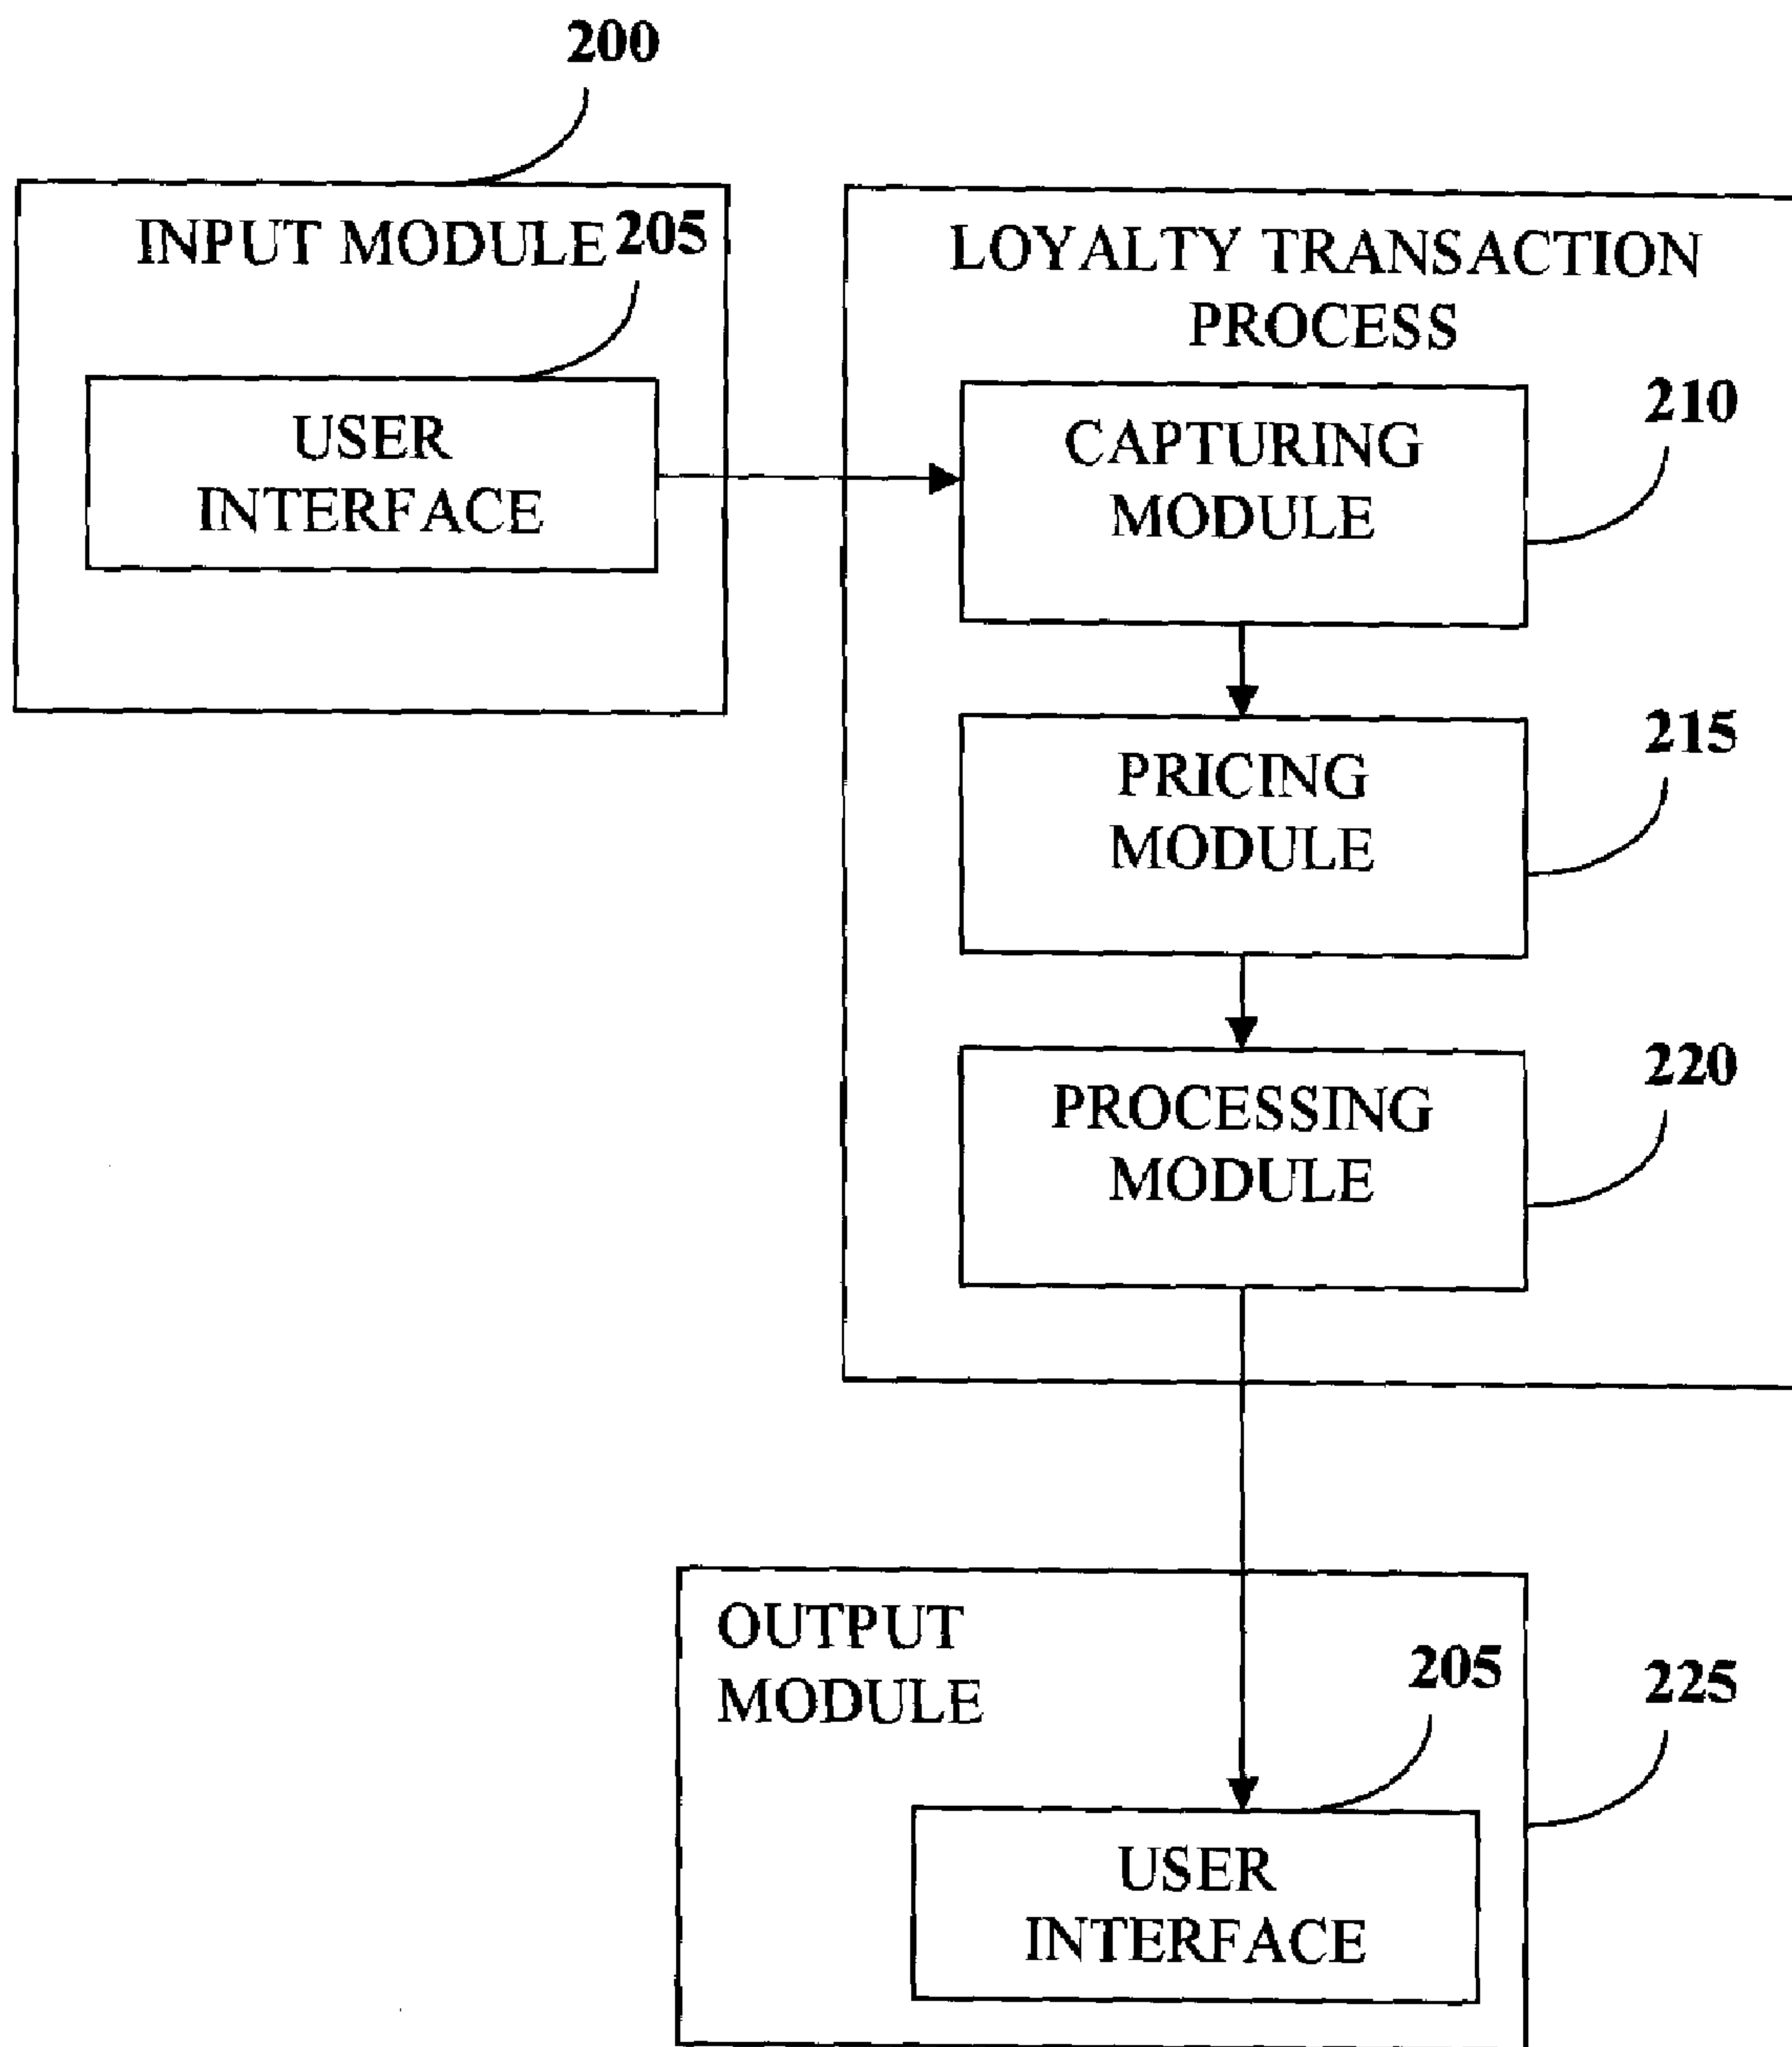 200
INPUT MODULE 205
USER
INTERFACE
LOYALTY TRANSACTION
PROCESS
CAPTURING
MODULE
210
PRICING
MODULE
215
PROCESSING
MODULE
220
OUTPUT
MODULE
205
225
USER
INTERFACE